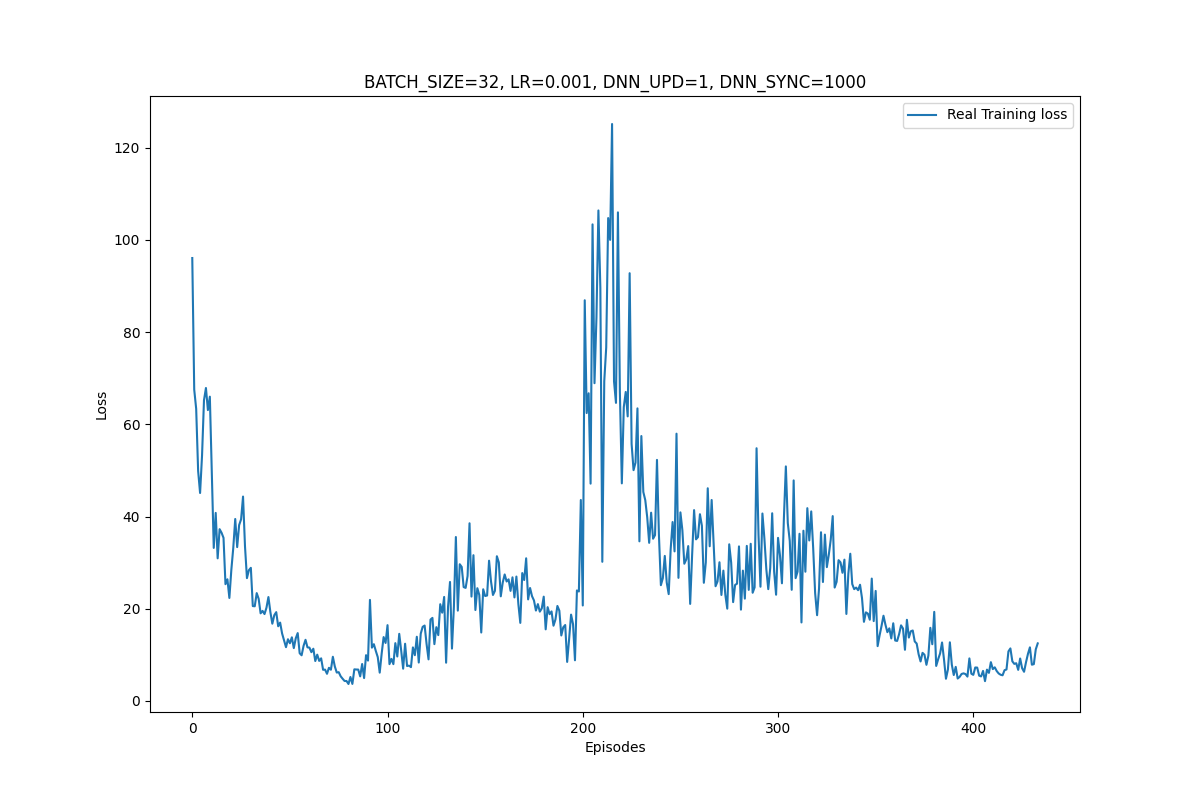 BATCH_SIZE=32, LR=0.001, DNN_UPD=1, DNN_SYNC=1000
Real Training loss
120
100
80
60
40
20
0
Loss
0 100 200 300 400
Episodes